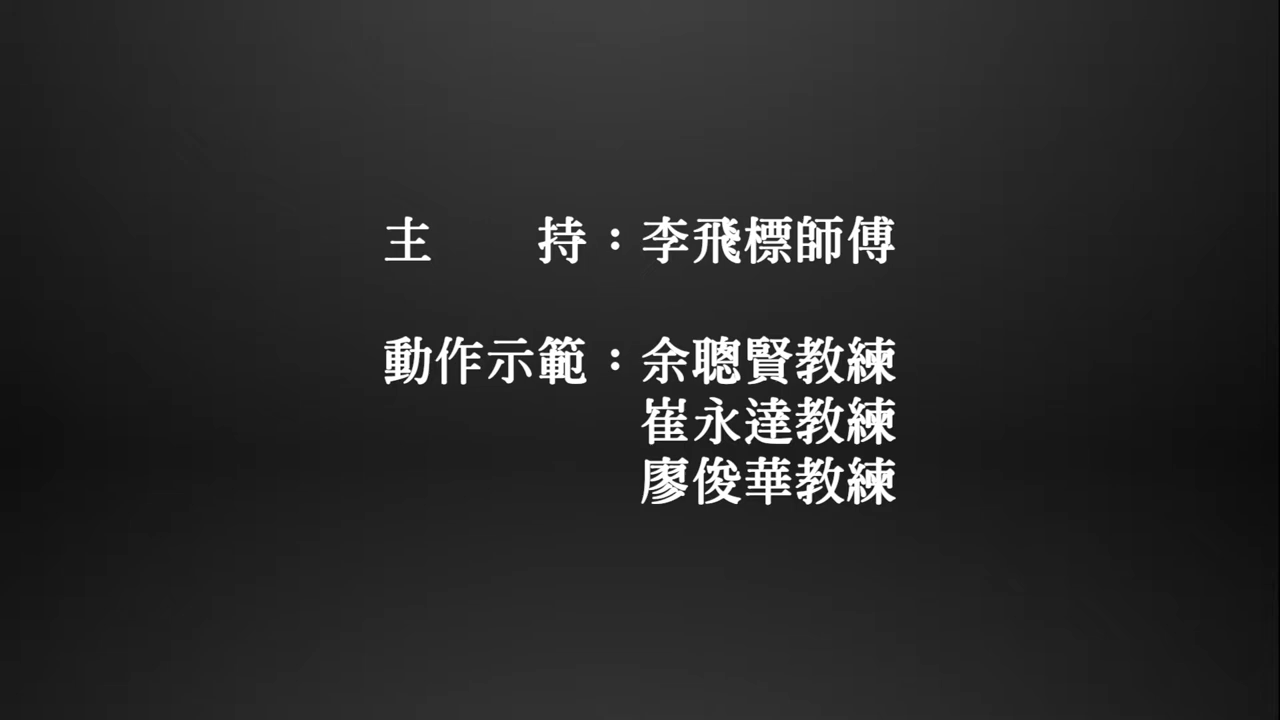 主　　持：李飛標師傅
動作示範：余聰賢教練
崔永達教練
廖俊華教練